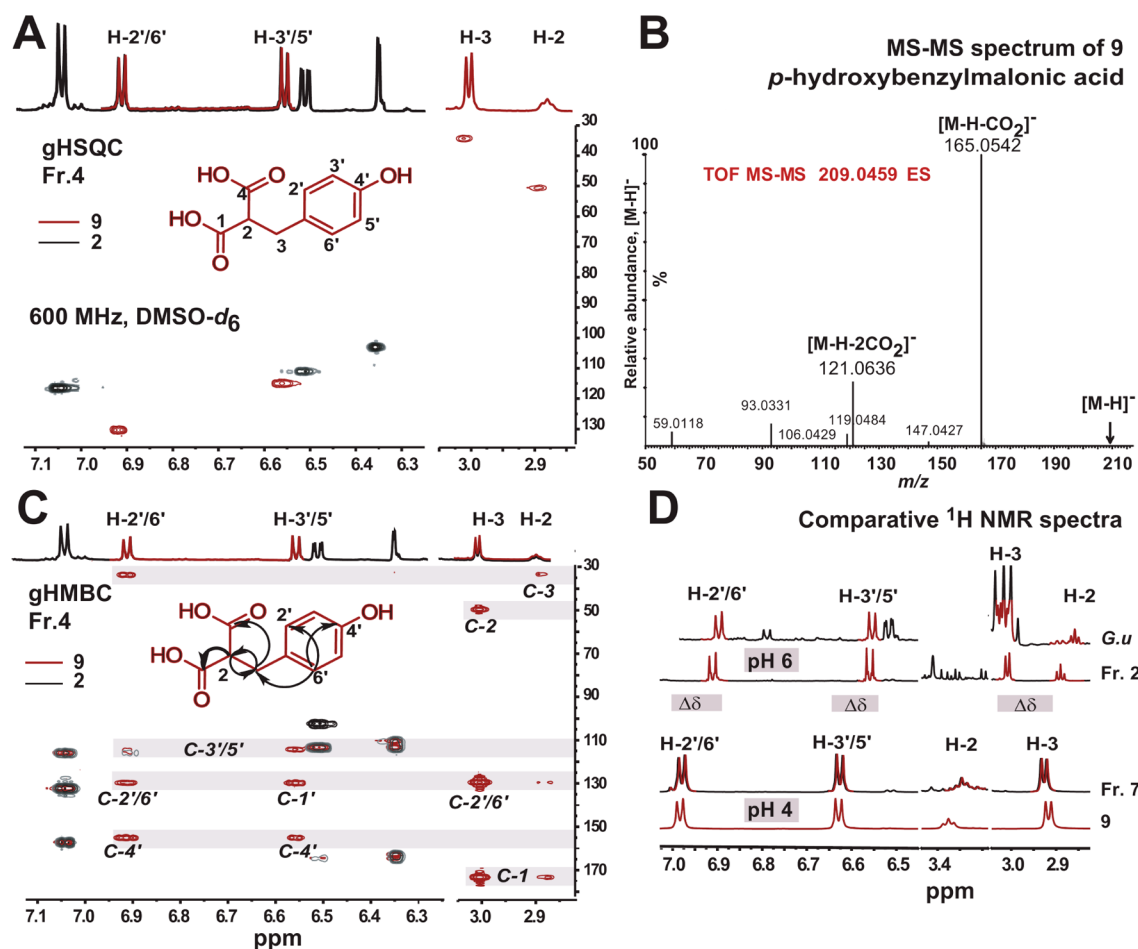 A
H-2'/6'
H-3'/5'
H-3
H-2
gHSQC
Fr.4
9
2
HO
O
4
HO
1
O
2
3
2'
3'
4'
OH
5'
6'
600 MHz, DMSO-d6
30
40
50
60
70
80
90
100
110
120
130
7.1 7.0 6.9 6.8 6.7 6.6 6.5 6.4 6.3 3.0 2.9
B
MS-MS spectrum of 9
p-hydroxybenzylmalonic acid
[M-H-CO2]-
165.0542
100
TOF MS-MS 209.0459 ES
Relative abundance, [M-H]-
%
[M-H-2CO2]-
121.0636
[M-H]-
93.0331
59.0118
106.0429
119.0484
147.0427
50 70 90 110 130 150 170 190 210
m/z
C
H-2'/6'
H-3'/5'
H-3
H-2
gHMBC
Fr.4
9
2
HO
O
HO
O
2
2'
4'
OH
6'
C-3
C-2
C-3'/5'
C-2'/6'
C-1'
C-2'/6'
C-4'
C-4'
C-1
30
50
70
90
110
130
150
170
7.1 7.0 6.9 6.8 6.7 6.6 6.5 6.4 6.3 3.0 2.9
ppm
D
Comparative 1H NMR spectra
H-3
H-2'/6'
H-3'/5'
H-2
G.u
pH 6
Fr. 2
Δδ
Δδ
Δδ
H-2'/6'
H-3'/5'
H-2
H-3
Fr. 7
pH 4
9
7.0 6.9 6.8 6.7 6.6 6.5 3.4 3.0
ppm